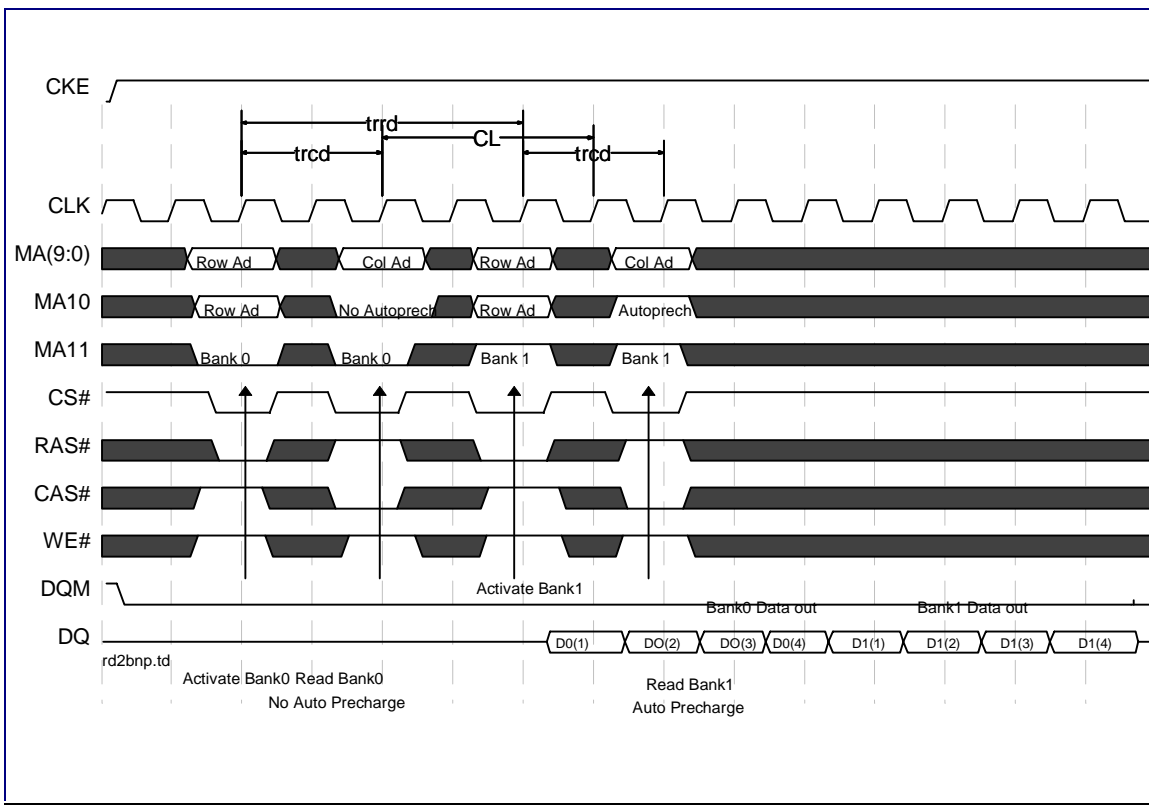 CKE
trrd
CL
trcd trcd
CLK
MA(9:0) Row Ad Col Ad Row Ad Col Ad
MA10 Row Ad No Autoprech Row Ad Autoprech
MA11 Bank 0 Bank 0 Bank 1 Bank 1
CS#
RAS#
CAS#
WE#
DQM Activate Bank1
Bank0 Data out Bank1 Data out
DQ D0(1) DO(2) DO(3) D0(4) D1(1) D1(2) D1(3) D1(4)
rd2bnp.td
Activate Bank0 Read Bank0 Read Bank1
No Auto Precharge Auto Precharge